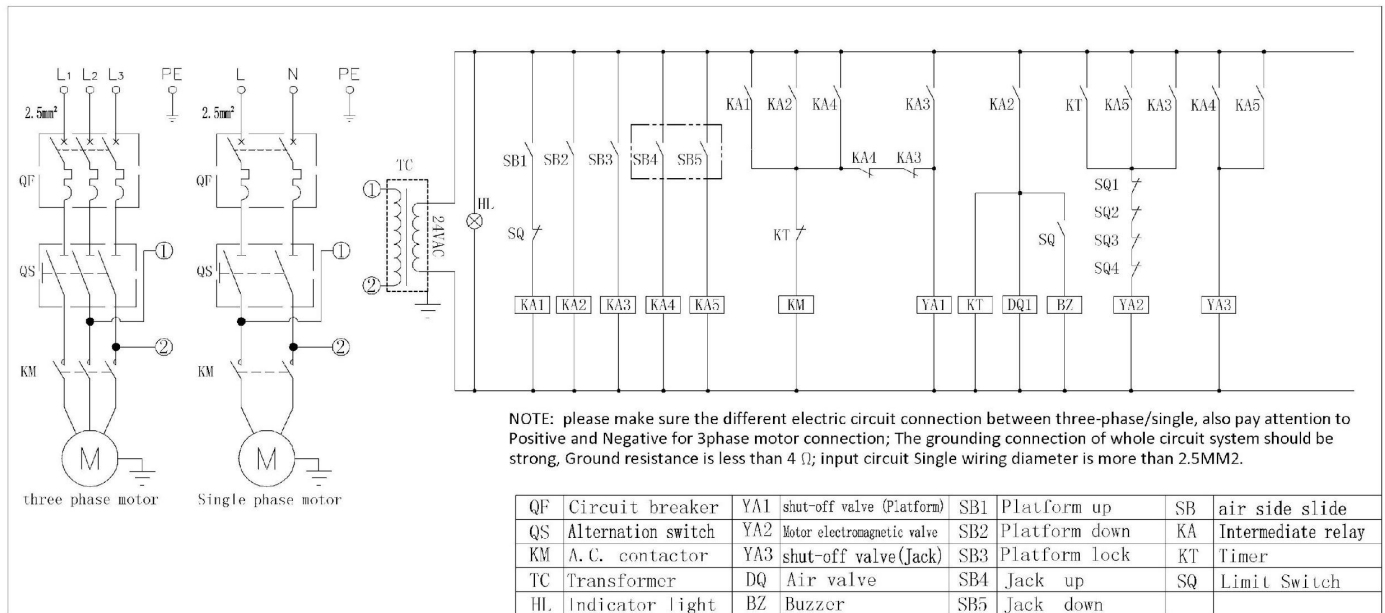 L1 L2 L3 PE L N PE
2.5mm² 2.5mm²
QF QF
QS QS
① ①
② ②
KM KM
M M
three phase motor Single phase motor
TC
① ②
24VAC
HL
KA1 KA2 KA4 KA3 KA2 KT KA5 KA3 KA4 KA5
SB1 SB2 SB3 SB4 SB5
KA4 KA3
SQ KT SQ
SQ1
SQ2
SQ3
SQ4
KA1 KA2 KA3 KA4 KA5 KM YA1 KT DQ1 BZ YA2 YA3
NOTE: please make sure the different electric circuit connection between three-phase/single, also pay attention to
Positive and Negative for 3phase motor connection; The grounding connection of whole circuit system should be
strong, Ground resistance is less than 4 Ω; input circuit Single wiring diameter is more than 2.5MM2.
QF Circuit breaker YA1 shut-off valve (Platform) SB1 Platform up SB air side slide
QS Alternation switch YA2 Motor electromagnetic valve SB2 Platform down KA Intermediate relay
KM A.C. contactor YA3 shut-off valve(Jack) SB3 Platform lock KT Timer
TC Transformer DQ Air valve SB4 Jack up SQ Limit Switch
HL Indicator light BZ Buzzer SB5 Jack down